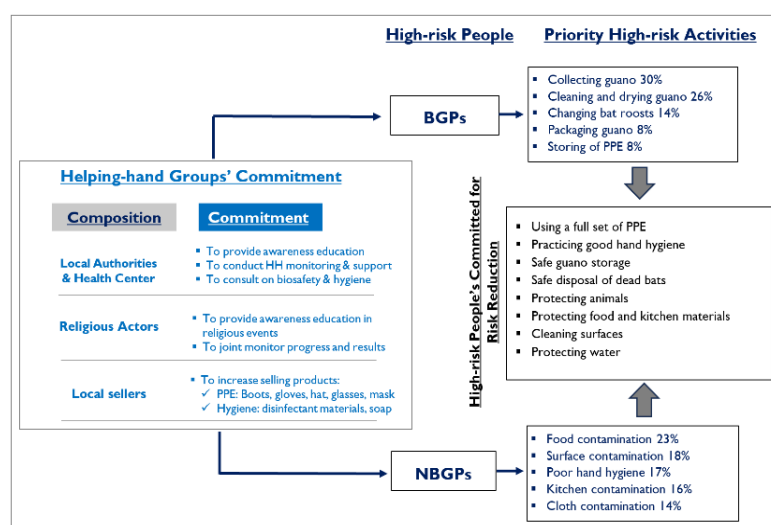 High-risk People
Priority High-risk Activities
BGPs
▪ Collecting guano 30%
▪ Cleaning and drying guano 26%
▪ Changing bat roosts 14%
▪ Packaging guano 8%
▪ Storing of PPE 8%
Helping-hand Groups' Commitment
Composition
Commitment
Local Authorities
& Health Center
▪ To provide awareness education
▪ To conduct HH monitoring & support
▪ To consult on biosafety & hygiene
Religious Actors
▪ To provide awareness education in
religious events
▪ To joint monitor progress and results
Local sellers
▪ To increase selling products:
✓ PPE: Boots, gloves, hat, glasses, mask
✓ Hygiene: disinfectant materials, soap
High-risk People's Committed for
Risk Reduction
▪ Using a full set of PPE
▪ Practicing good hand hygiene
▪ Safe guano storage
▪ Safe disposal of dead bats
▪ Protecting animals
▪ Protecting food and kitchen materials
▪ Cleaning surfaces
▪ Protecting water
NBGPs
▪ Food contamination 23%
▪ Surface contamination 18%
▪ Poor hand hygiene 17%
▪ Kitchen contamination 16%
▪ Cloth contamination 14%